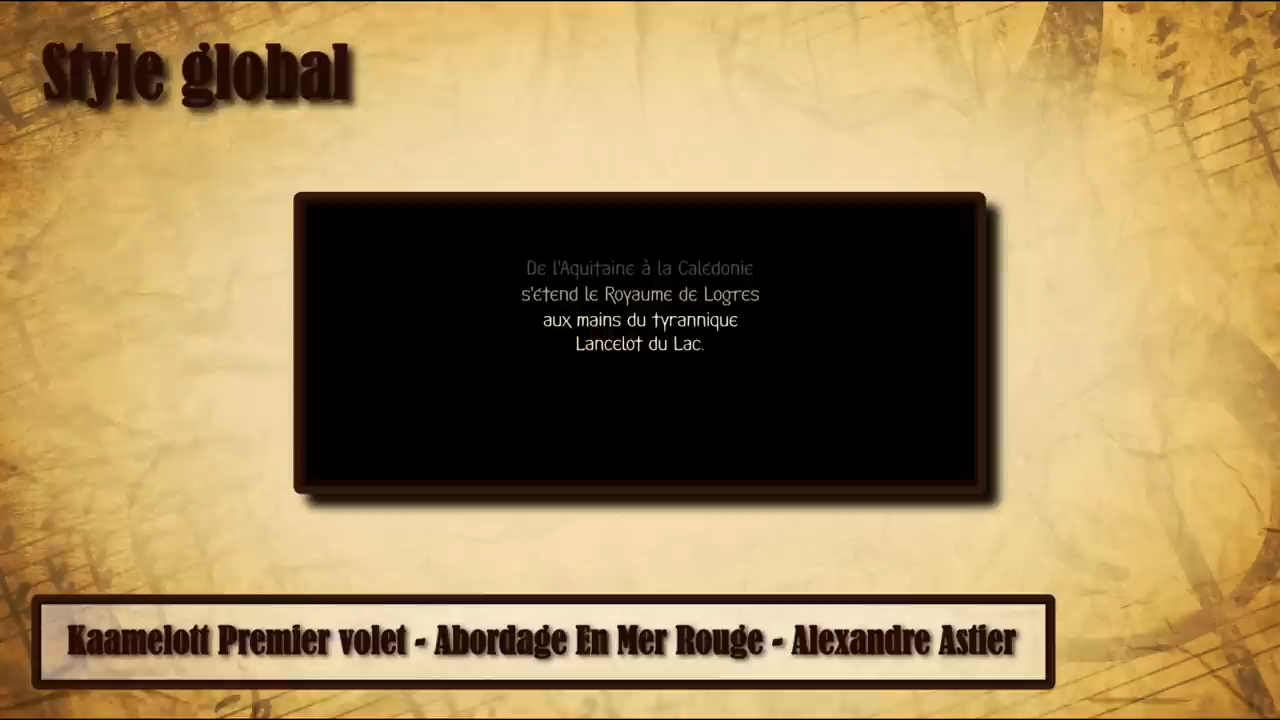 Style global
De l'Aquitaine à la Calédonie
s'étend le Royaume de Logres
aux mains du tyrannique
Lancelot du Lac.
Kaamelott Premier volet - Abordage En Mer Rouge - Alexandre Astier